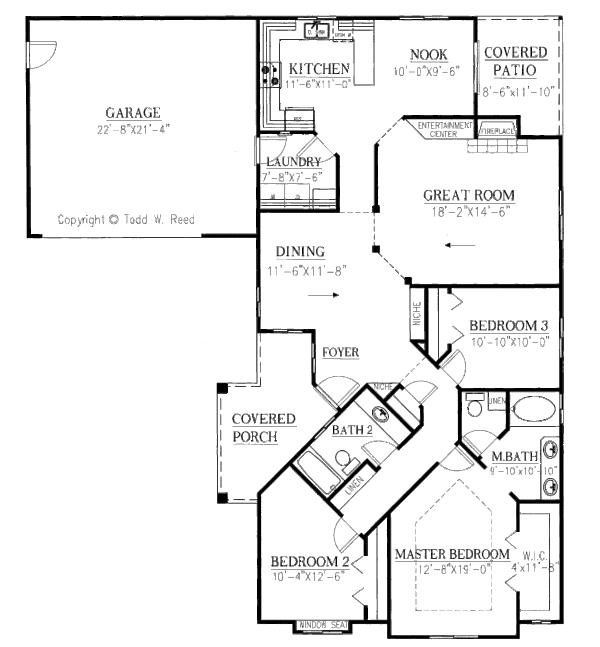 D. WSH
DISH W
KITCHEN
11'-6"X11'-0"
NOOK
10'-0"X9'-6"
COVERED
PATIO
8'-6"x11'-10"
GARAGE
22'-8"X21'-4"
REF
ENTERTAINMENT
CENTER
FIREPLACE
LAUNDRY
7'-8"X7'-6"
GREAT ROOM
18'-2"X14'-6"
Copyright © Todd W. Reed
DINING
11'-6"X11'-8"
NICHE
BEDROOM 3
10'-10"X10'-0"
FOYER
NICHE
LINEN
COVERED
PORCH
BATH 2
M.BATH
9'-10"x10'-10"
LINEN
BEDROOM 2
10'-4"X12'-6"
MASTER BEDROOM
12'-8"X19'-0"
W.I.C.
4'x11'-8"
WINDOW SEAT